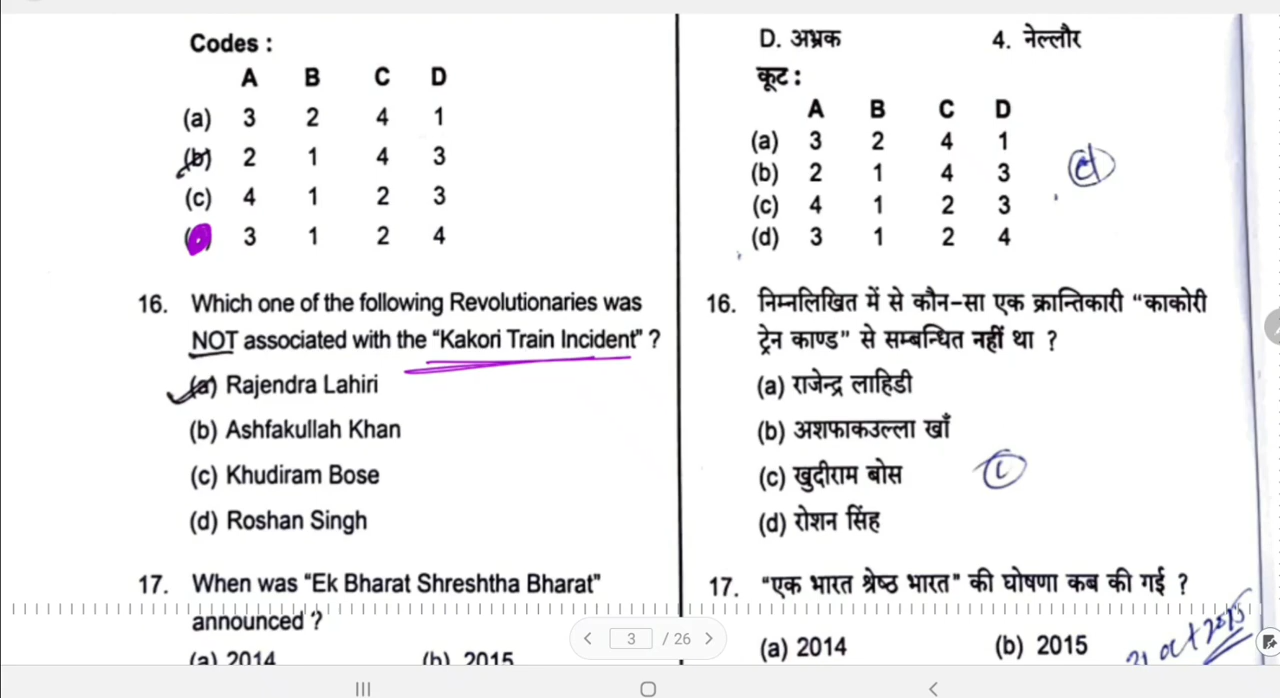 Codes :
A B C D
(a) 3 2 4 1
(b) 2 1 4 3
(c) 4 1 2 3
3 1 2 4
16. Which one of the following Revolutionaries was
NOT associated with the “Kakori Train Incident” ?
(a) Rajendra Lahiri
(b) Ashfakullah Khan
(c) Khudiram Bose
(d) Roshan Singh
17. When was “Ek Bharat Shreshtha Bharat”
announced ?
(a) 2014 (b) 2015
D. अभ्रक 4. नेल्लौर
कूट :
A B C D
(a) 3 2 4 1
(b) 2 1 4 3
(c) 4 1 2 3
(d) 3 1 2 4
d
16. निम्नलिखित में से कौन-सा एक क्रान्तिकारी “काकोरी
ट्रेन काण्ड” से सम्बन्धित नहीं था ?
(a) राजेन्द्र लाहिडी
(b) अशफाकउल्ला खाँ
(c) खुदीराम बोस
(d) रोशन सिंह
17. “एक भारत श्रेष्ठ भारत” की घोषणा कब की गई ?
(a) 2014 (b) 2015
31 oct 2015
3 / 26